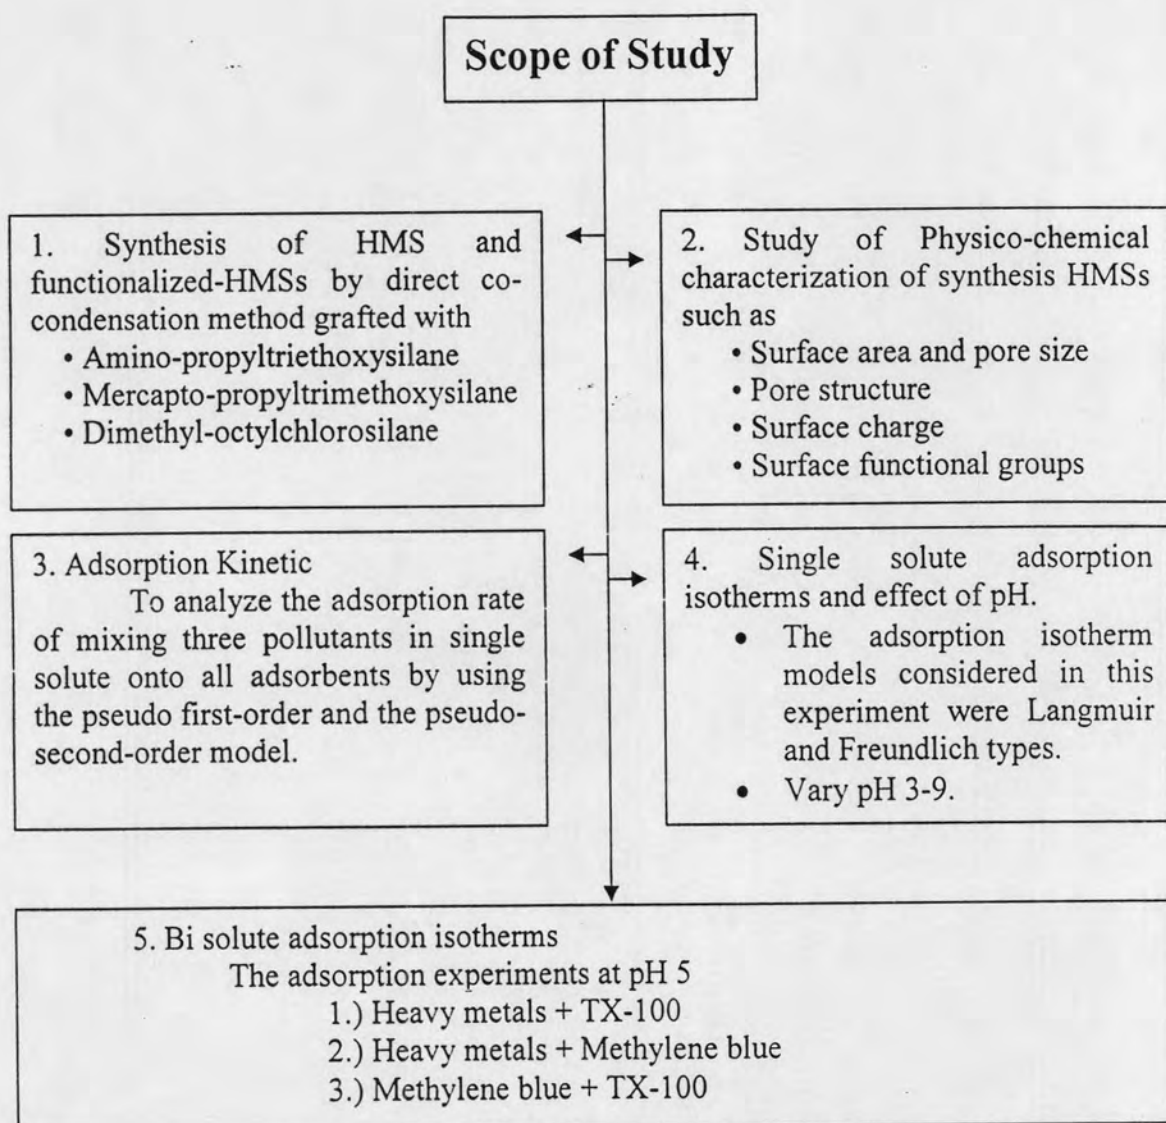 Scope of Study
1. Synthesis of HMS and
functionalized-HMSs by direct co-
condensation method grafted with
• Amino-propyltriethoxysilane
• Mercapto-propyltrimethoxysilane
• Dimethyl-octylchlorosilane
2. Study of Physico-chemical
characterization of synthesis HMSs
such as
• Surface area and pore size
• Pore structure
• Surface charge
• Surface functional groups
3. Adsorption Kinetic
To analyze the adsorption rate
of mixing three pollutants in single
solute onto all adsorbents by using
the pseudo first-order and the pseudo-
second-order model.
4. Single solute adsorption
isotherms and effect of pH.
• The adsorption isotherm
models considered in this
experiment were Langmuir
and Freundlich types.
• Vary pH 3-9.
5. Bi solute adsorption isotherms
The adsorption experiments at pH 5
1.) Heavy metals + TX-100
2.) Heavy metals + Methylene blue
3.) Methylene blue + TX-100